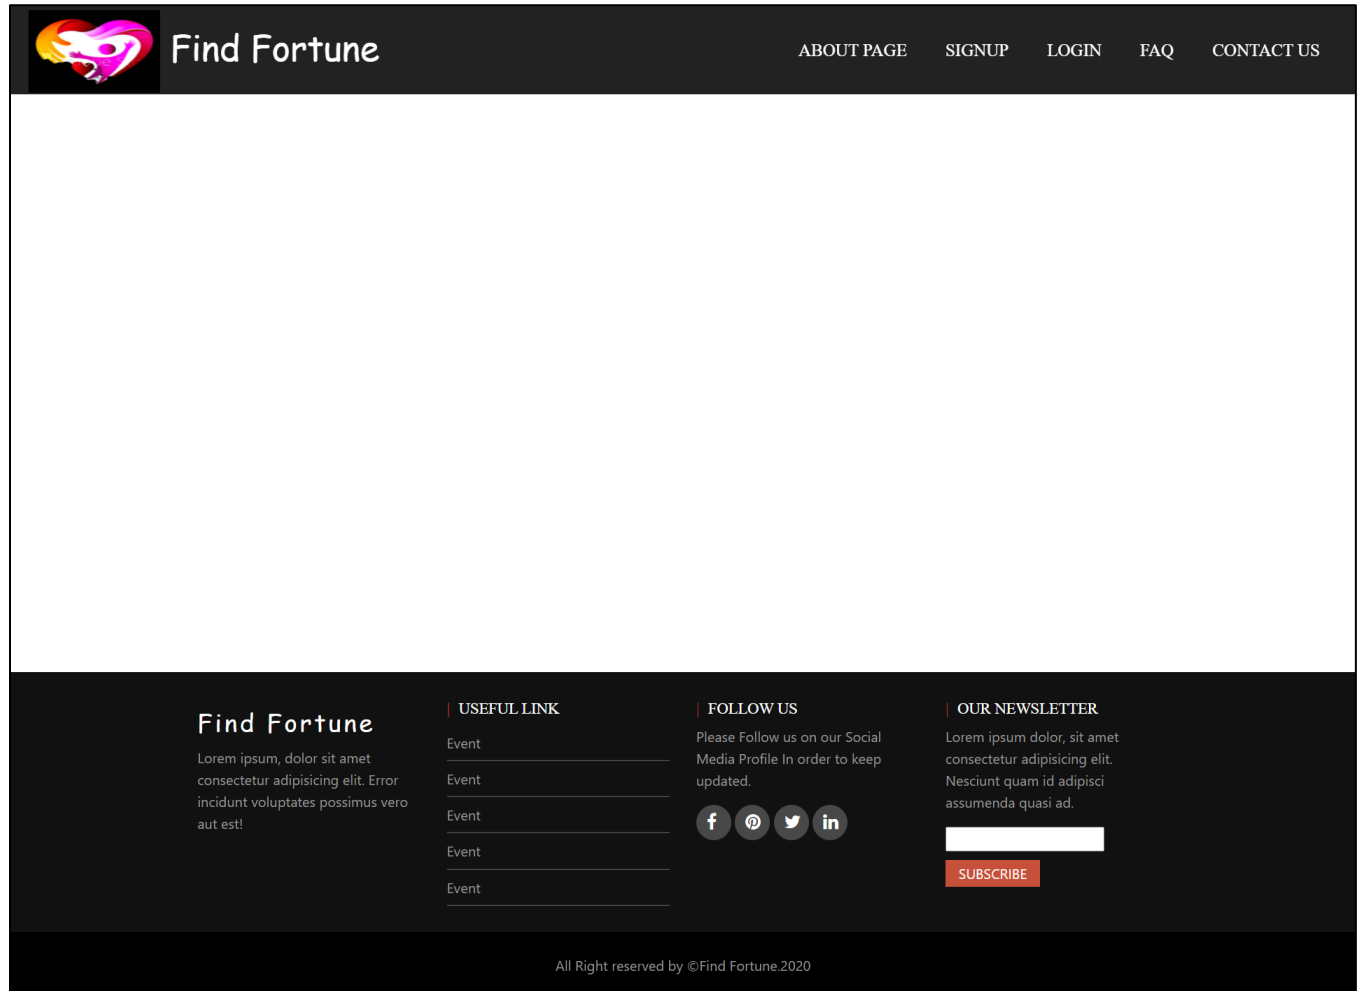 Find Fortune
ABOUT PAGE SIGNUP LOGIN FAQ CONTACT US
Find Fortune
Lorem ipsum, dolor sit amet
consectetur adipisicing elit. Error
incidunt voluptates possimus vero
aut est!
USEFUL LINK
Event
Event
Event
Event
Event
FOLLOW US
Please Follow us on our Social
Media Profile In order to keep
updated.
OUR NEWSLETTER
Lorem ipsum dolor, sit amet
consectetur adipisicing elit.
Nesciunt quam id adipisci
assumenda quasi ad.
SUBSCRIBE
All Right reserved by ©Find Fortune.2020